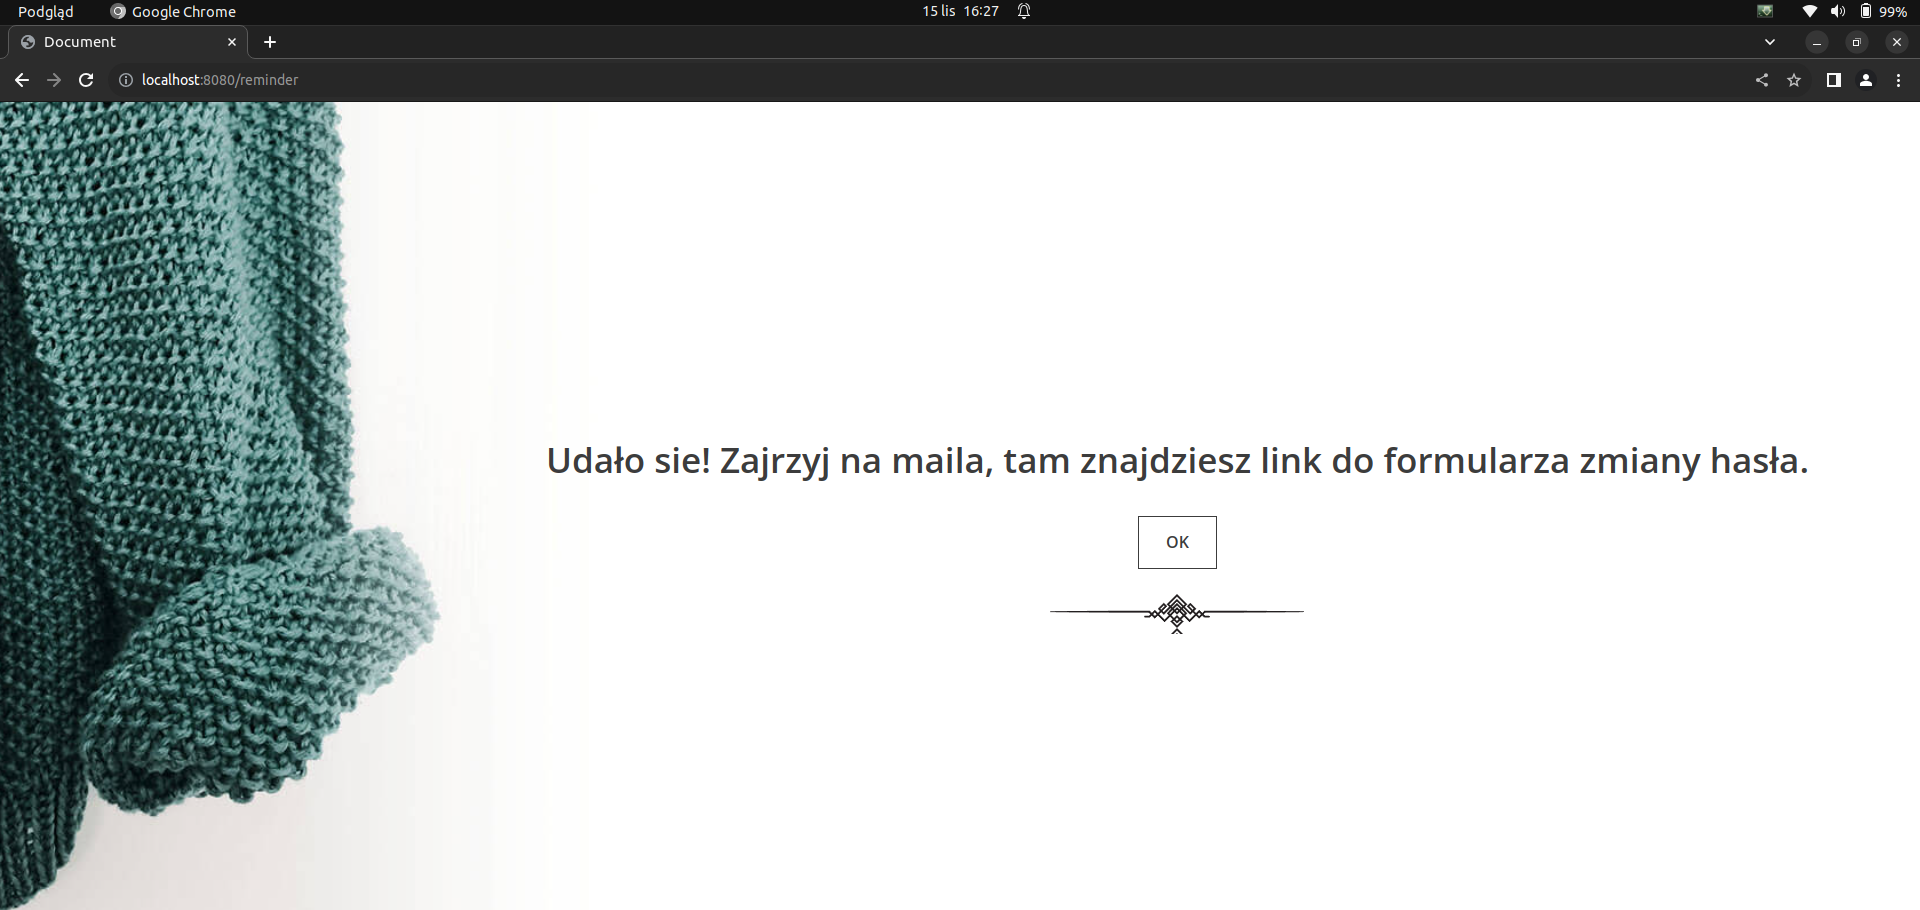 Podgląd Google Chrome 15 lis 16:27 99%
Document
localhost:8080/reminder
Udało sie! Zajrzyj na maila, tam znajdziesz link do formularza zmiany hasła.
OK